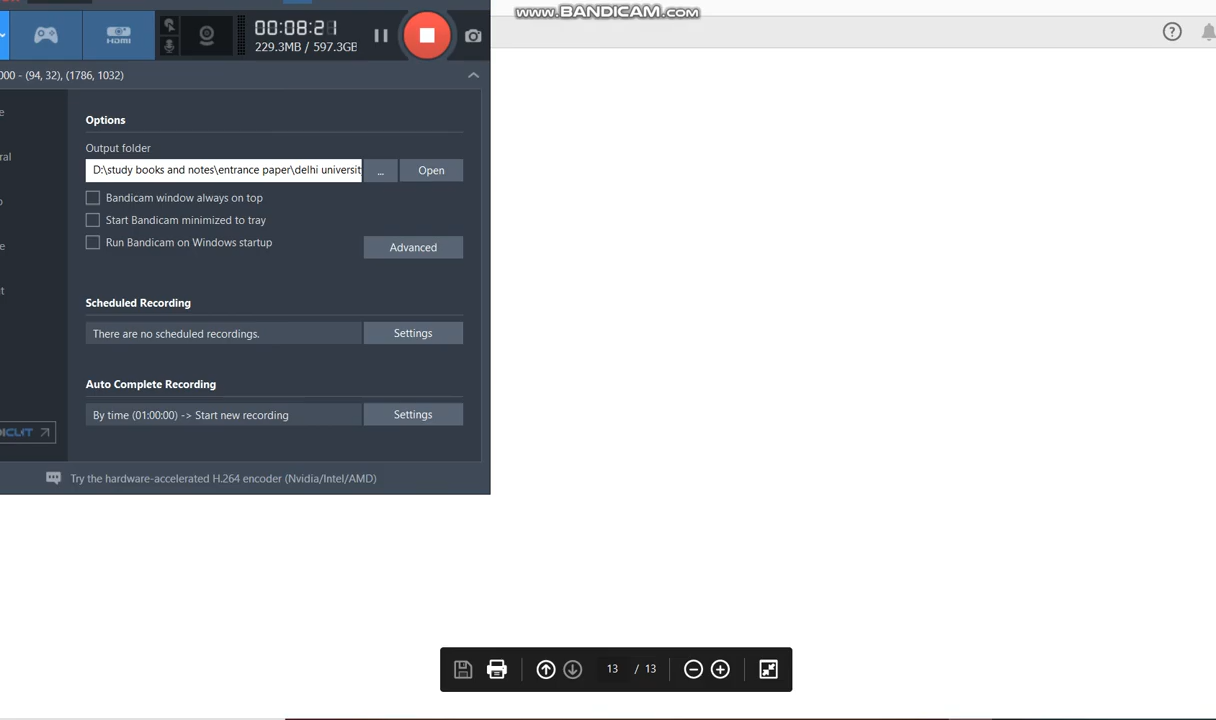 www.BANDICAM.com
HDMI
00:08:21
229.3MB / 597.3GB
000 - (94, 32), (1786, 1032)
Options
Output folder
D:\study books and notes\entrance paper\delhi universit
...
Open
Bandicam window always on top
Start Bandicam minimized to tray
Run Bandicam on Windows startup
Advanced
Scheduled Recording
There are no scheduled recordings.
Settings
Auto Complete Recording
By time (01:00:00) -> Start new recording
Settings
DICUT
Try the hardware-accelerated H.264 encoder (Nvidia/Intel/AMD)
13 / 13